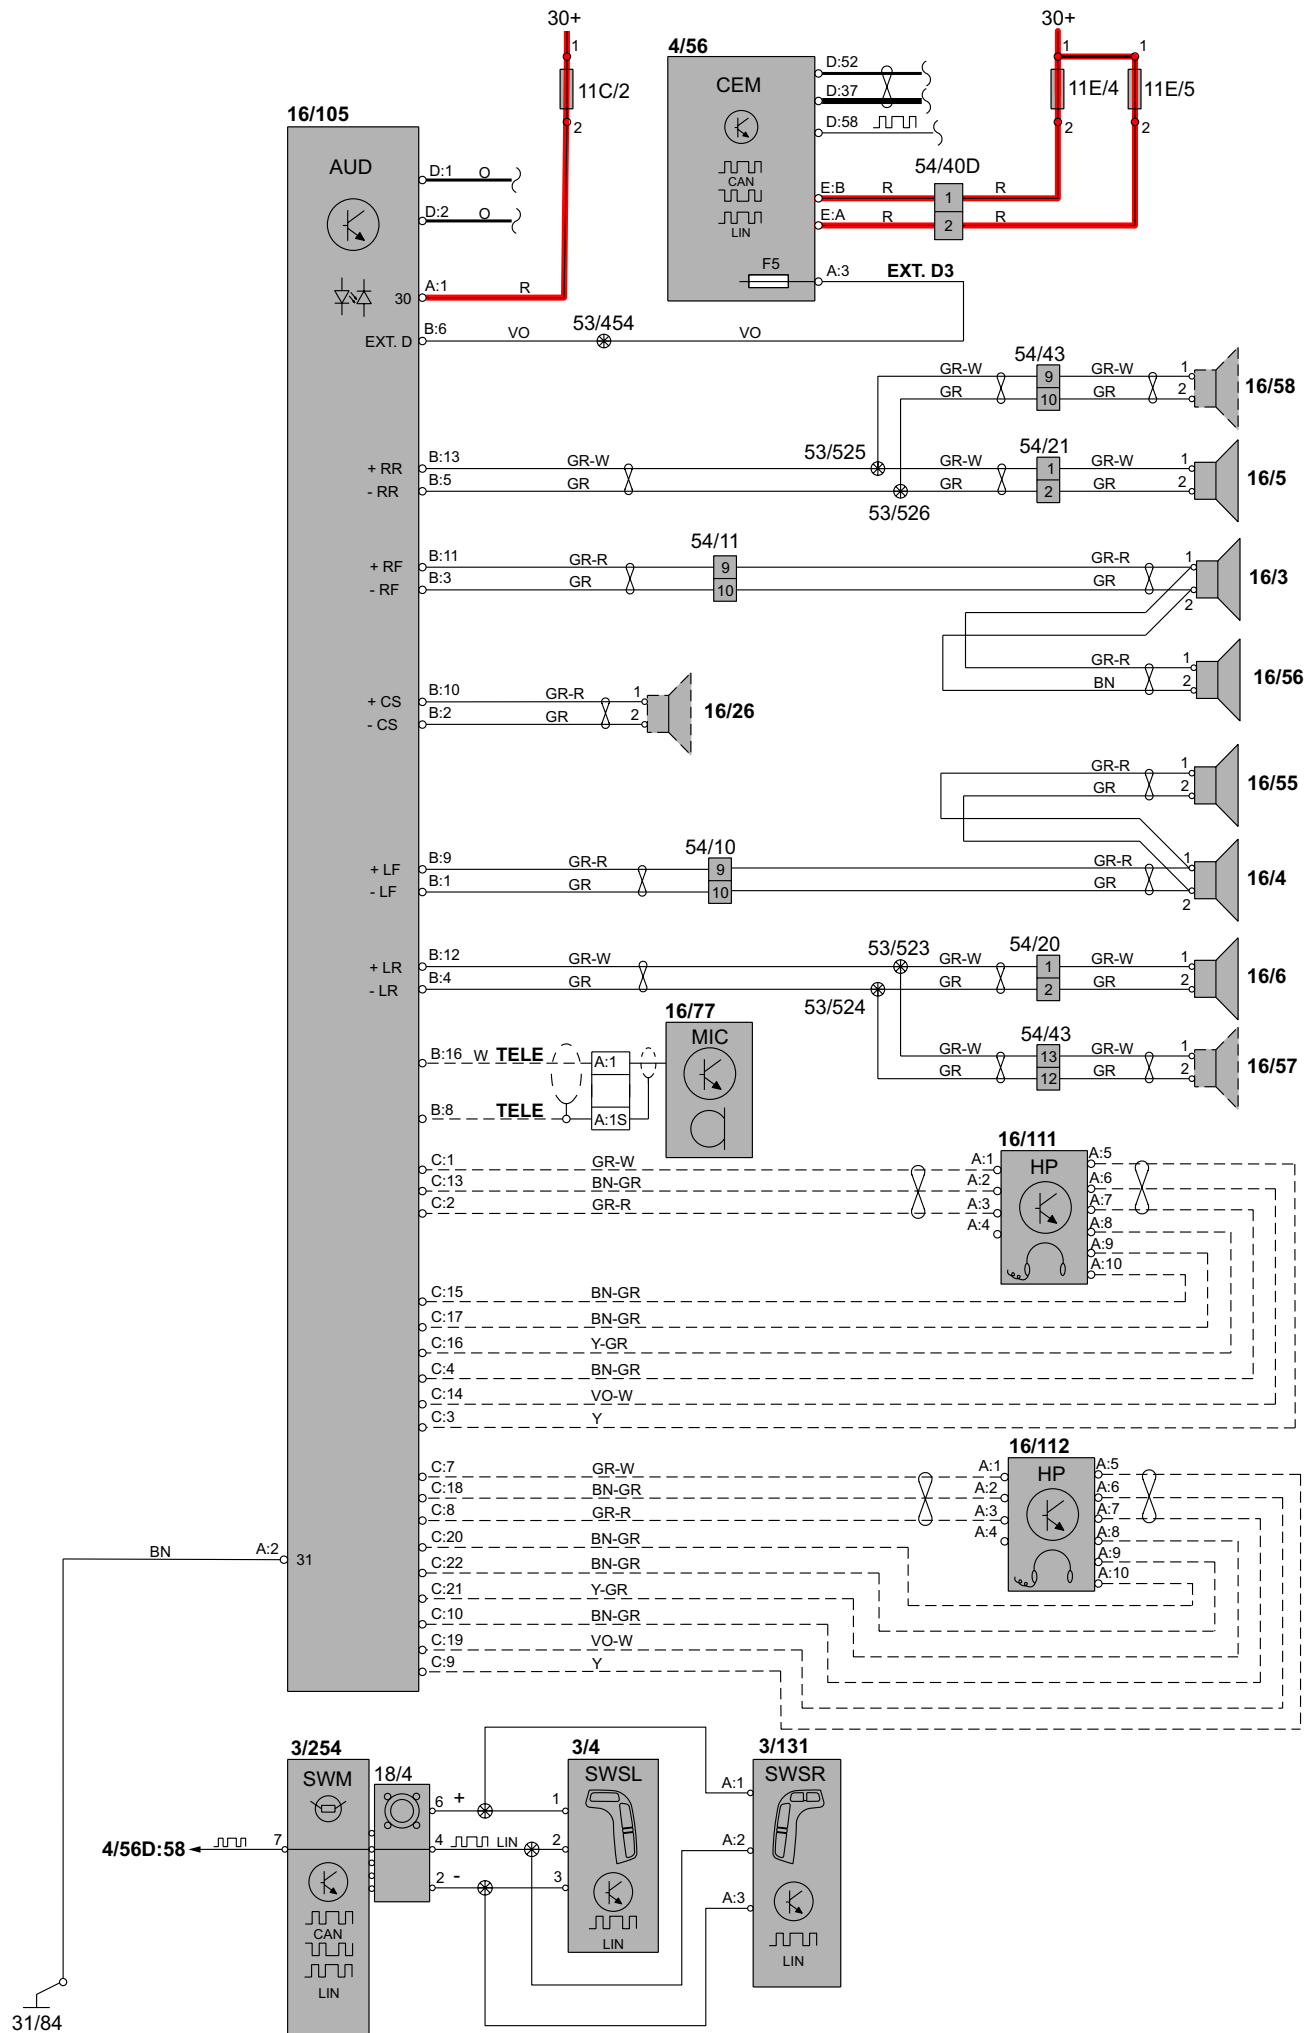 30+
30+
1
11C/2
2
4/56
CEM
CAN
LIN
F5
D:52
D:37
D:58
E:B R
E:A R
54/40D
1
2
R
R
1
1
11E/4
11E/5
2
2
A:3 EXT. D3
16/105
AUD
D:1 O
D:2 O
30 A:1 R
EXT. D B:6 VO 53/454 VO
54/43
GR-W 9 GR-W 1
GR 10 GR 2
16/58
53/525
54/21
+ RR B:13 GR-W GR-W 1 GR-W 1
- RR B:5 GR GR 2 GR 2
16/5
53/526
54/11
+ RF B:11 GR-R 9 GR-R 1
- RF B:3 GR 10 GR 2
16/3
GR-R 1
BN 2
16/56
+ CS B:10 GR-R 1
- CS B:2 GR 2
16/26
GR-R 1
GR 2
16/55
54/10
+ LF B:9 GR-R 9 GR-R 1
- LF B:1 GR 10 GR 2
16/4
53/523
54/20
+ LR B:12 GR-W GR-W 1 GR-W 1
- LR B:4 GR GR 2 GR 2
16/6
53/524
54/43
GR-W 13 GR-W 1
GR 12 GR 2
16/57
16/77
MIC
B:16 W TELE A:1
B:8 TELE A:1S
16/111
HP
C:1 GR-W A:1
C:13 BN-GR A:2
C:2 GR-R A:3
A:4
A:5
A:6
A:7
A:8
A:9
A:10
C:15 BN-GR
C:17 BN-GR
C:16 Y-GR
C:4 BN-GR
C:14 VO-W
C:3 Y
16/112
HP
C:7 GR-W A:1
C:18 BN-GR A:2
C:8 GR-R A:3
A:4
A:5
A:6
A:7
A:8
A:9
A:10
C:20 BN-GR
C:22 BN-GR
C:21 Y-GR
C:10 BN-GR
C:19 VO-W
C:9 Y
BN A:2 31
3/254
SWM
CAN
LIN
18/4
4/56D:58 7
6 + 1
4 LIN 2
2 - 3
3/4
SWSL
LIN
3/131
SWSR
LIN
A:1
A:2
A:3
31/84